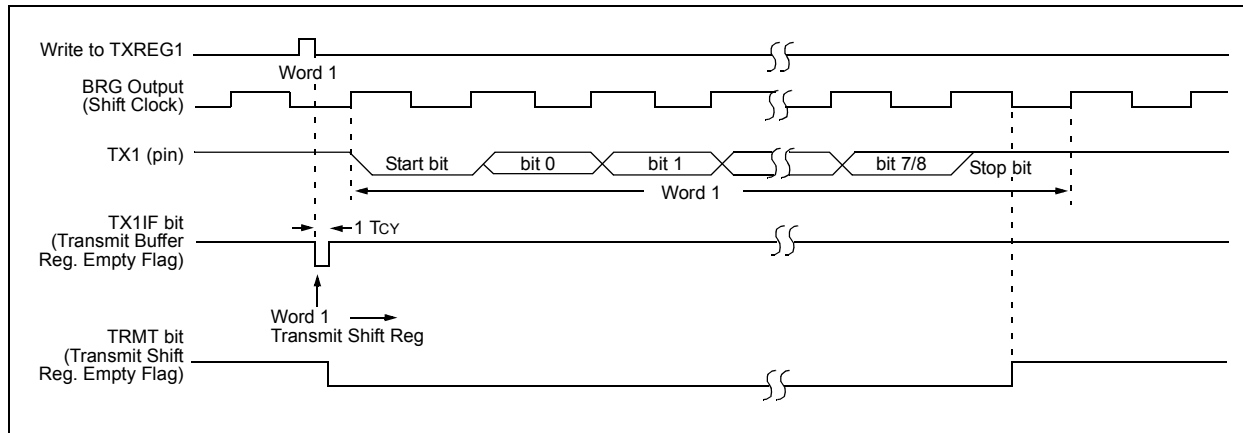 Write to TXREG1
Word 1
BRG Output
(Shift Clock)
TX1 (pin)
Start bit
bit 0
bit 1
bit 7/8
Stop bit
Word 1
TX1IF bit
(Transmit Buffer
Reg. Empty Flag)
1 TCY
Word 1
Transmit Shift Reg
TRMT bit
(Transmit Shift
Reg. Empty Flag)